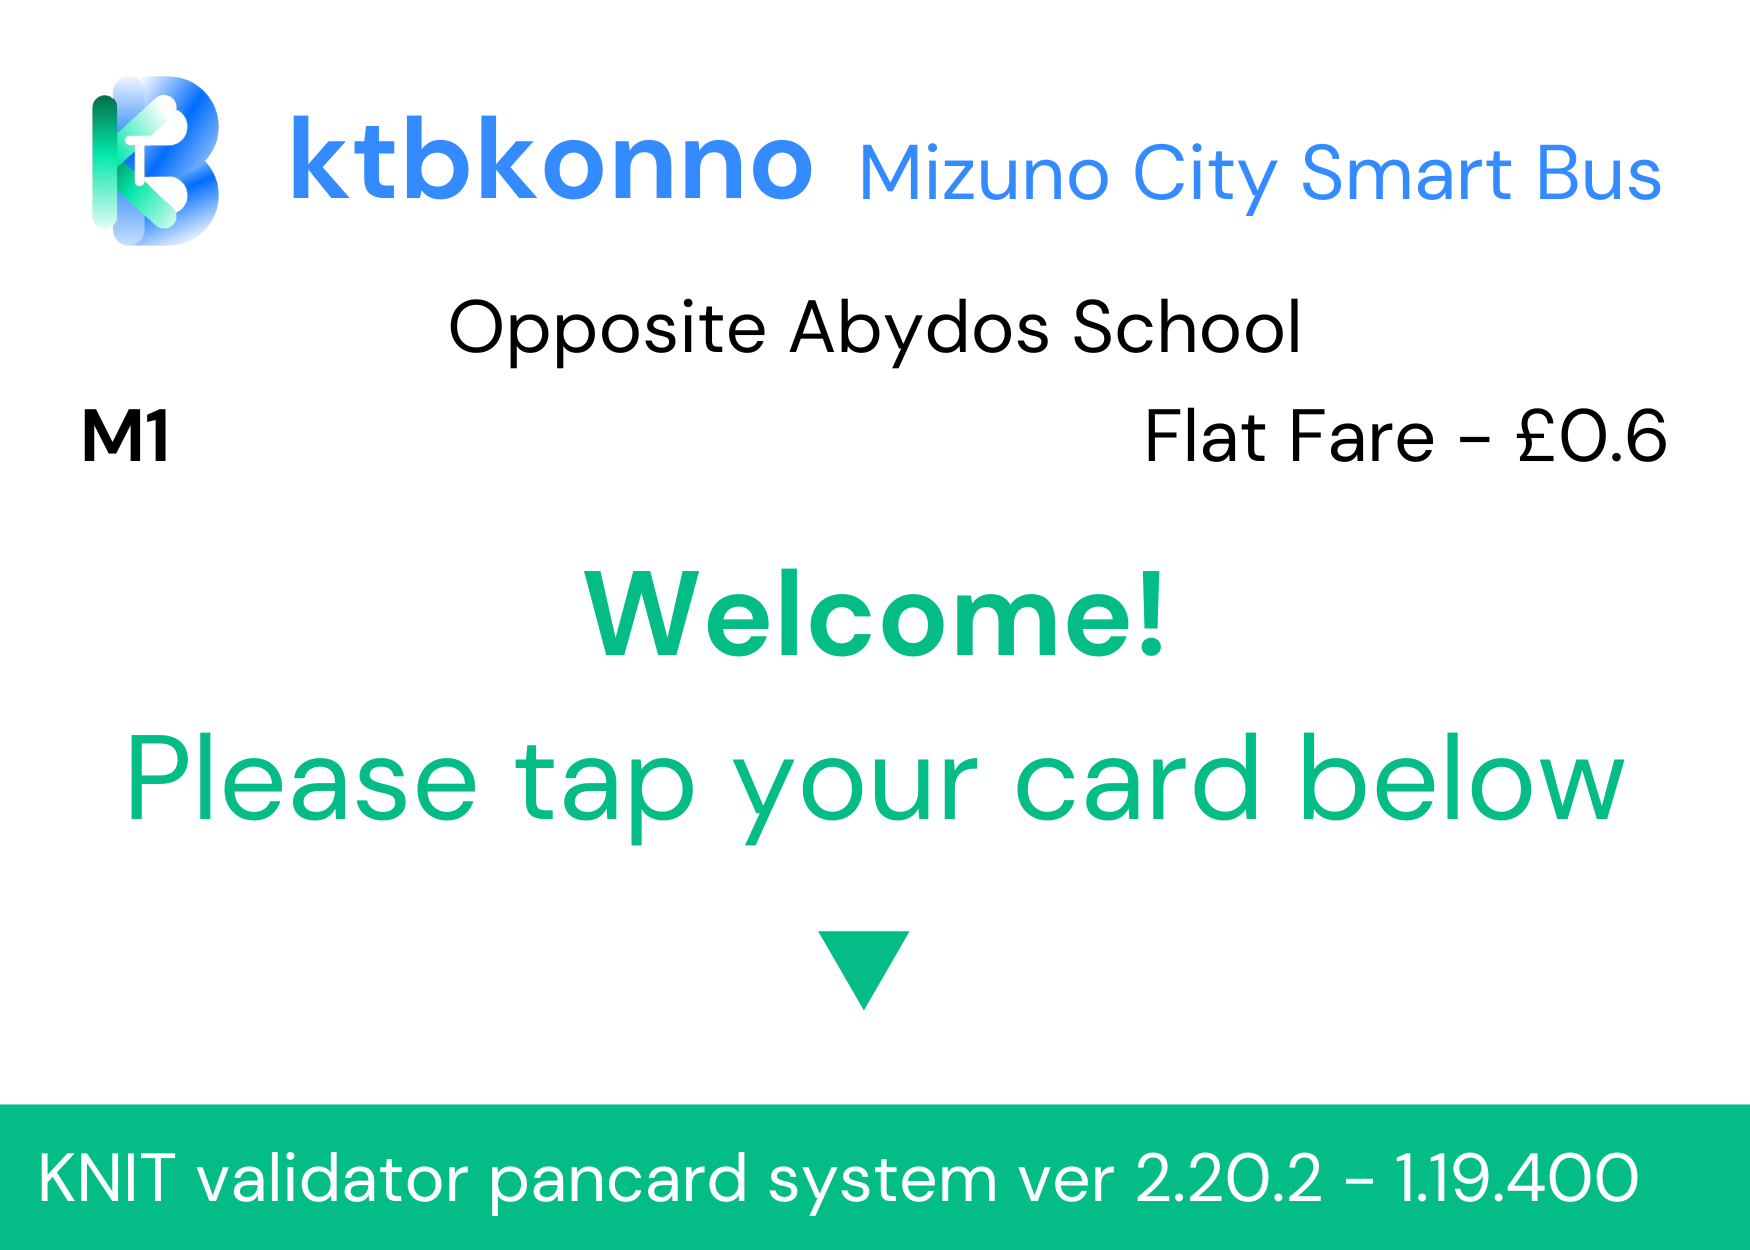 ktbkonno Mizuno City Smart Bus
Opposite Abydos School
M1 Flat Fare - £0.6
Welcome!
Please tap your card below
KNIT validator pancard system ver 2.20.2 - 1.19.400